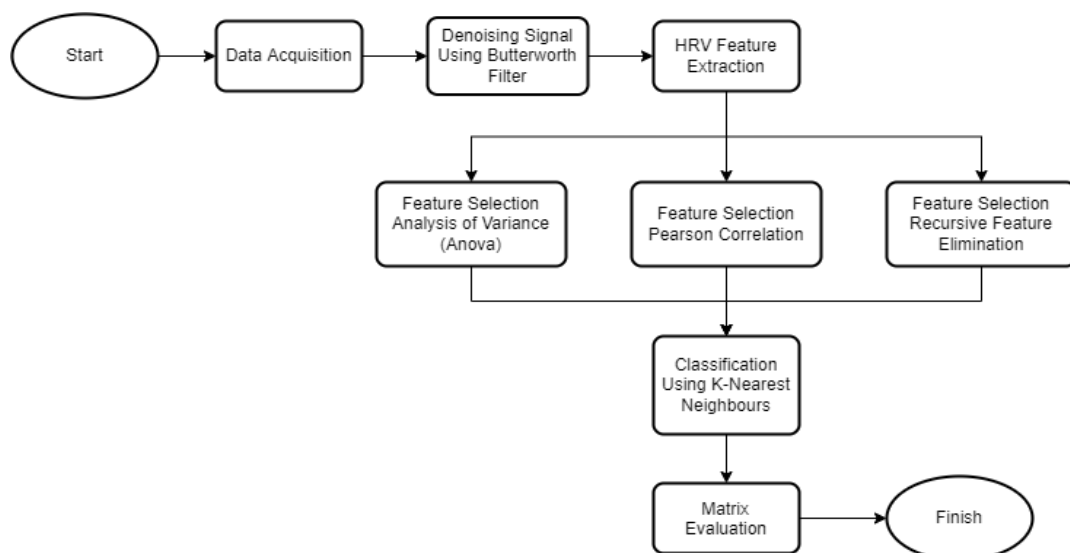 Start
Data Acquisition
Denoising Signal
Using Butterworth
Filter
HRV Feature
Extraction
Feature Selection
Analysis of Variance
(Anova)
Feature Selection
Pearson Correlation
Feature Selection
Recursive Feature
Elimination
Classification
Using K-Nearest
Neighbours
Matrix
Evaluation
Finish